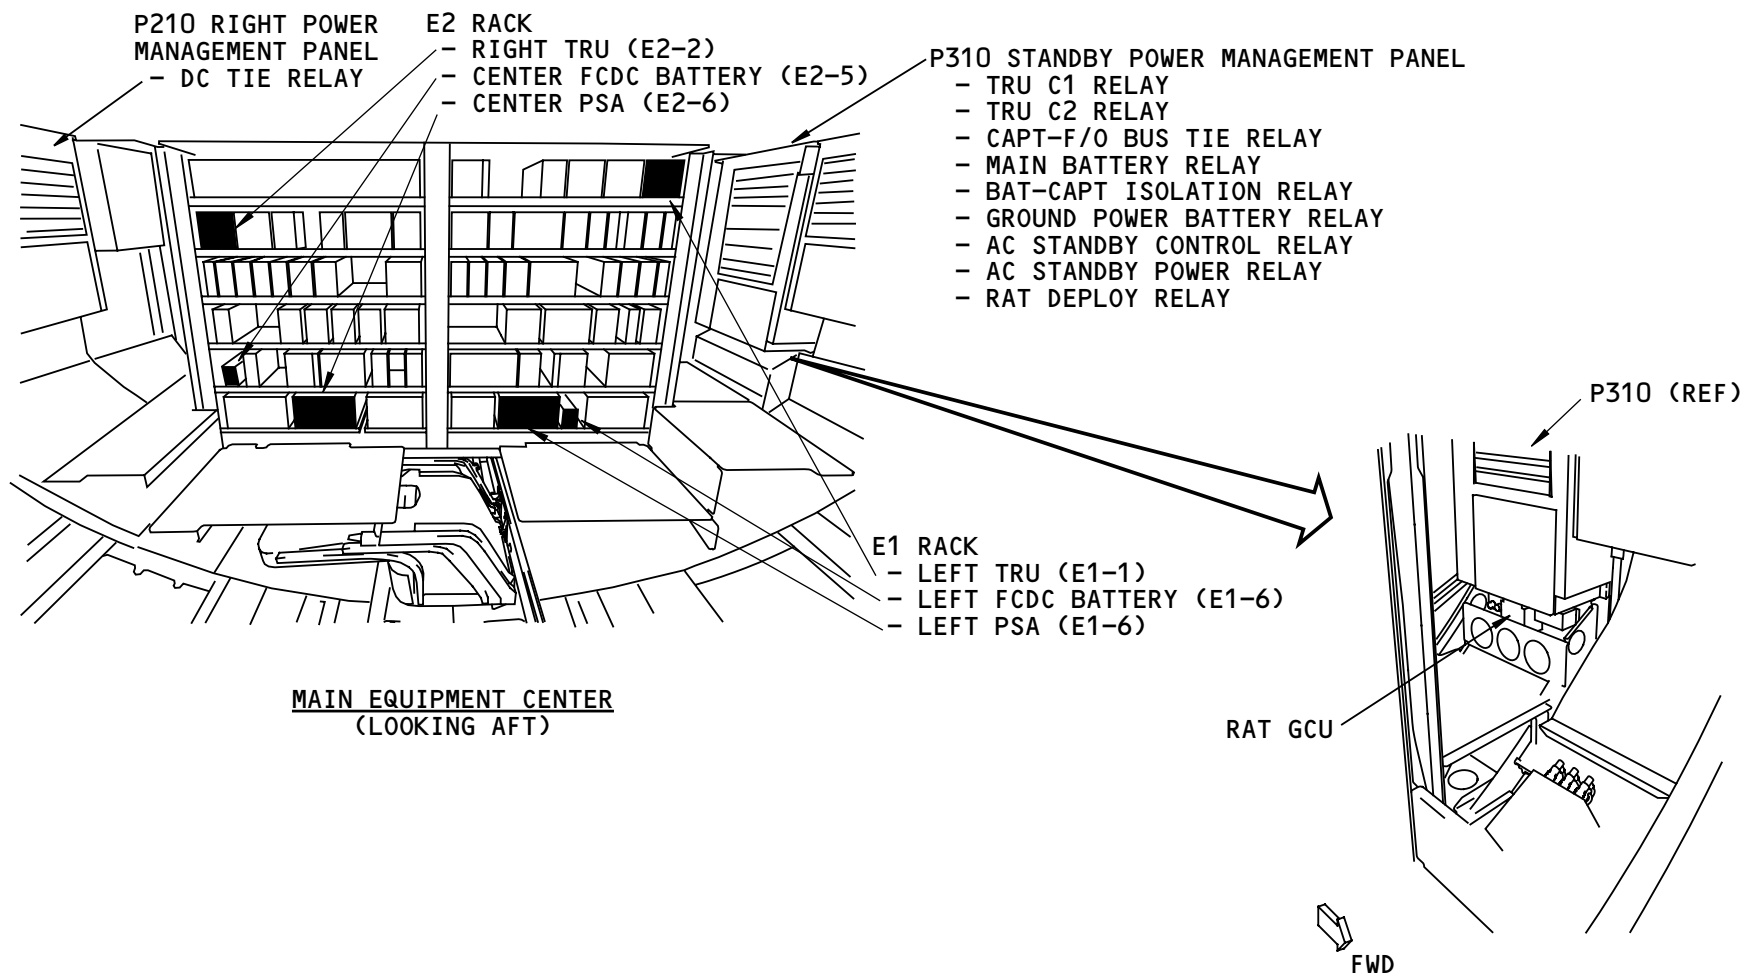 P210 RIGHT POWER
MANAGEMENT PANEL
- DC TIE RELAY
E2 RACK
- RIGHT TRU (E2-2)
- CENTER FCDC BATTERY (E2-5)
- CENTER PSA (E2-6)
P310 STANDBY POWER MANAGEMENT PANEL
- TRU C1 RELAY
- TRU C2 RELAY
- CAPT-F/O BUS TIE RELAY
- MAIN BATTERY RELAY
- BAT-CAPT ISOLATION RELAY
- GROUND POWER BATTERY RELAY
- AC STANDBY CONTROL RELAY
- AC STANDBY POWER RELAY
- RAT DEPLOY RELAY
P310 (REF)
E1 RACK
- LEFT TRU (E1-1)
- LEFT FCDC BATTERY (E1-6)
- LEFT PSA (E1-6)
MAIN EQUIPMENT CENTER
(LOOKING AFT)
RAT GCU
FWD